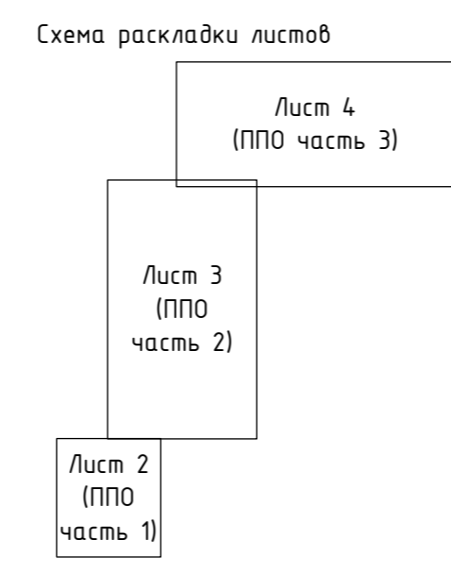 Схема раскладки листов
Лист 4
(ППО часть 3)
Лист 3
(ППО
часть 2)
Лист 2
(ППО
часть 1)